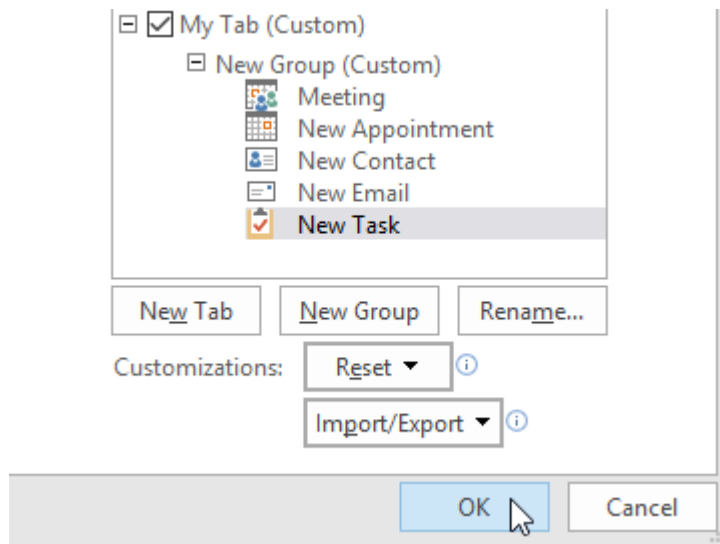 My Tab (Custom)
New Group (Custom)
Meeting
New Appointment
New Contact
New Email
New Task
New Tab New Group Rename...
Customizations: Reset
Import/Export
OK Cancel